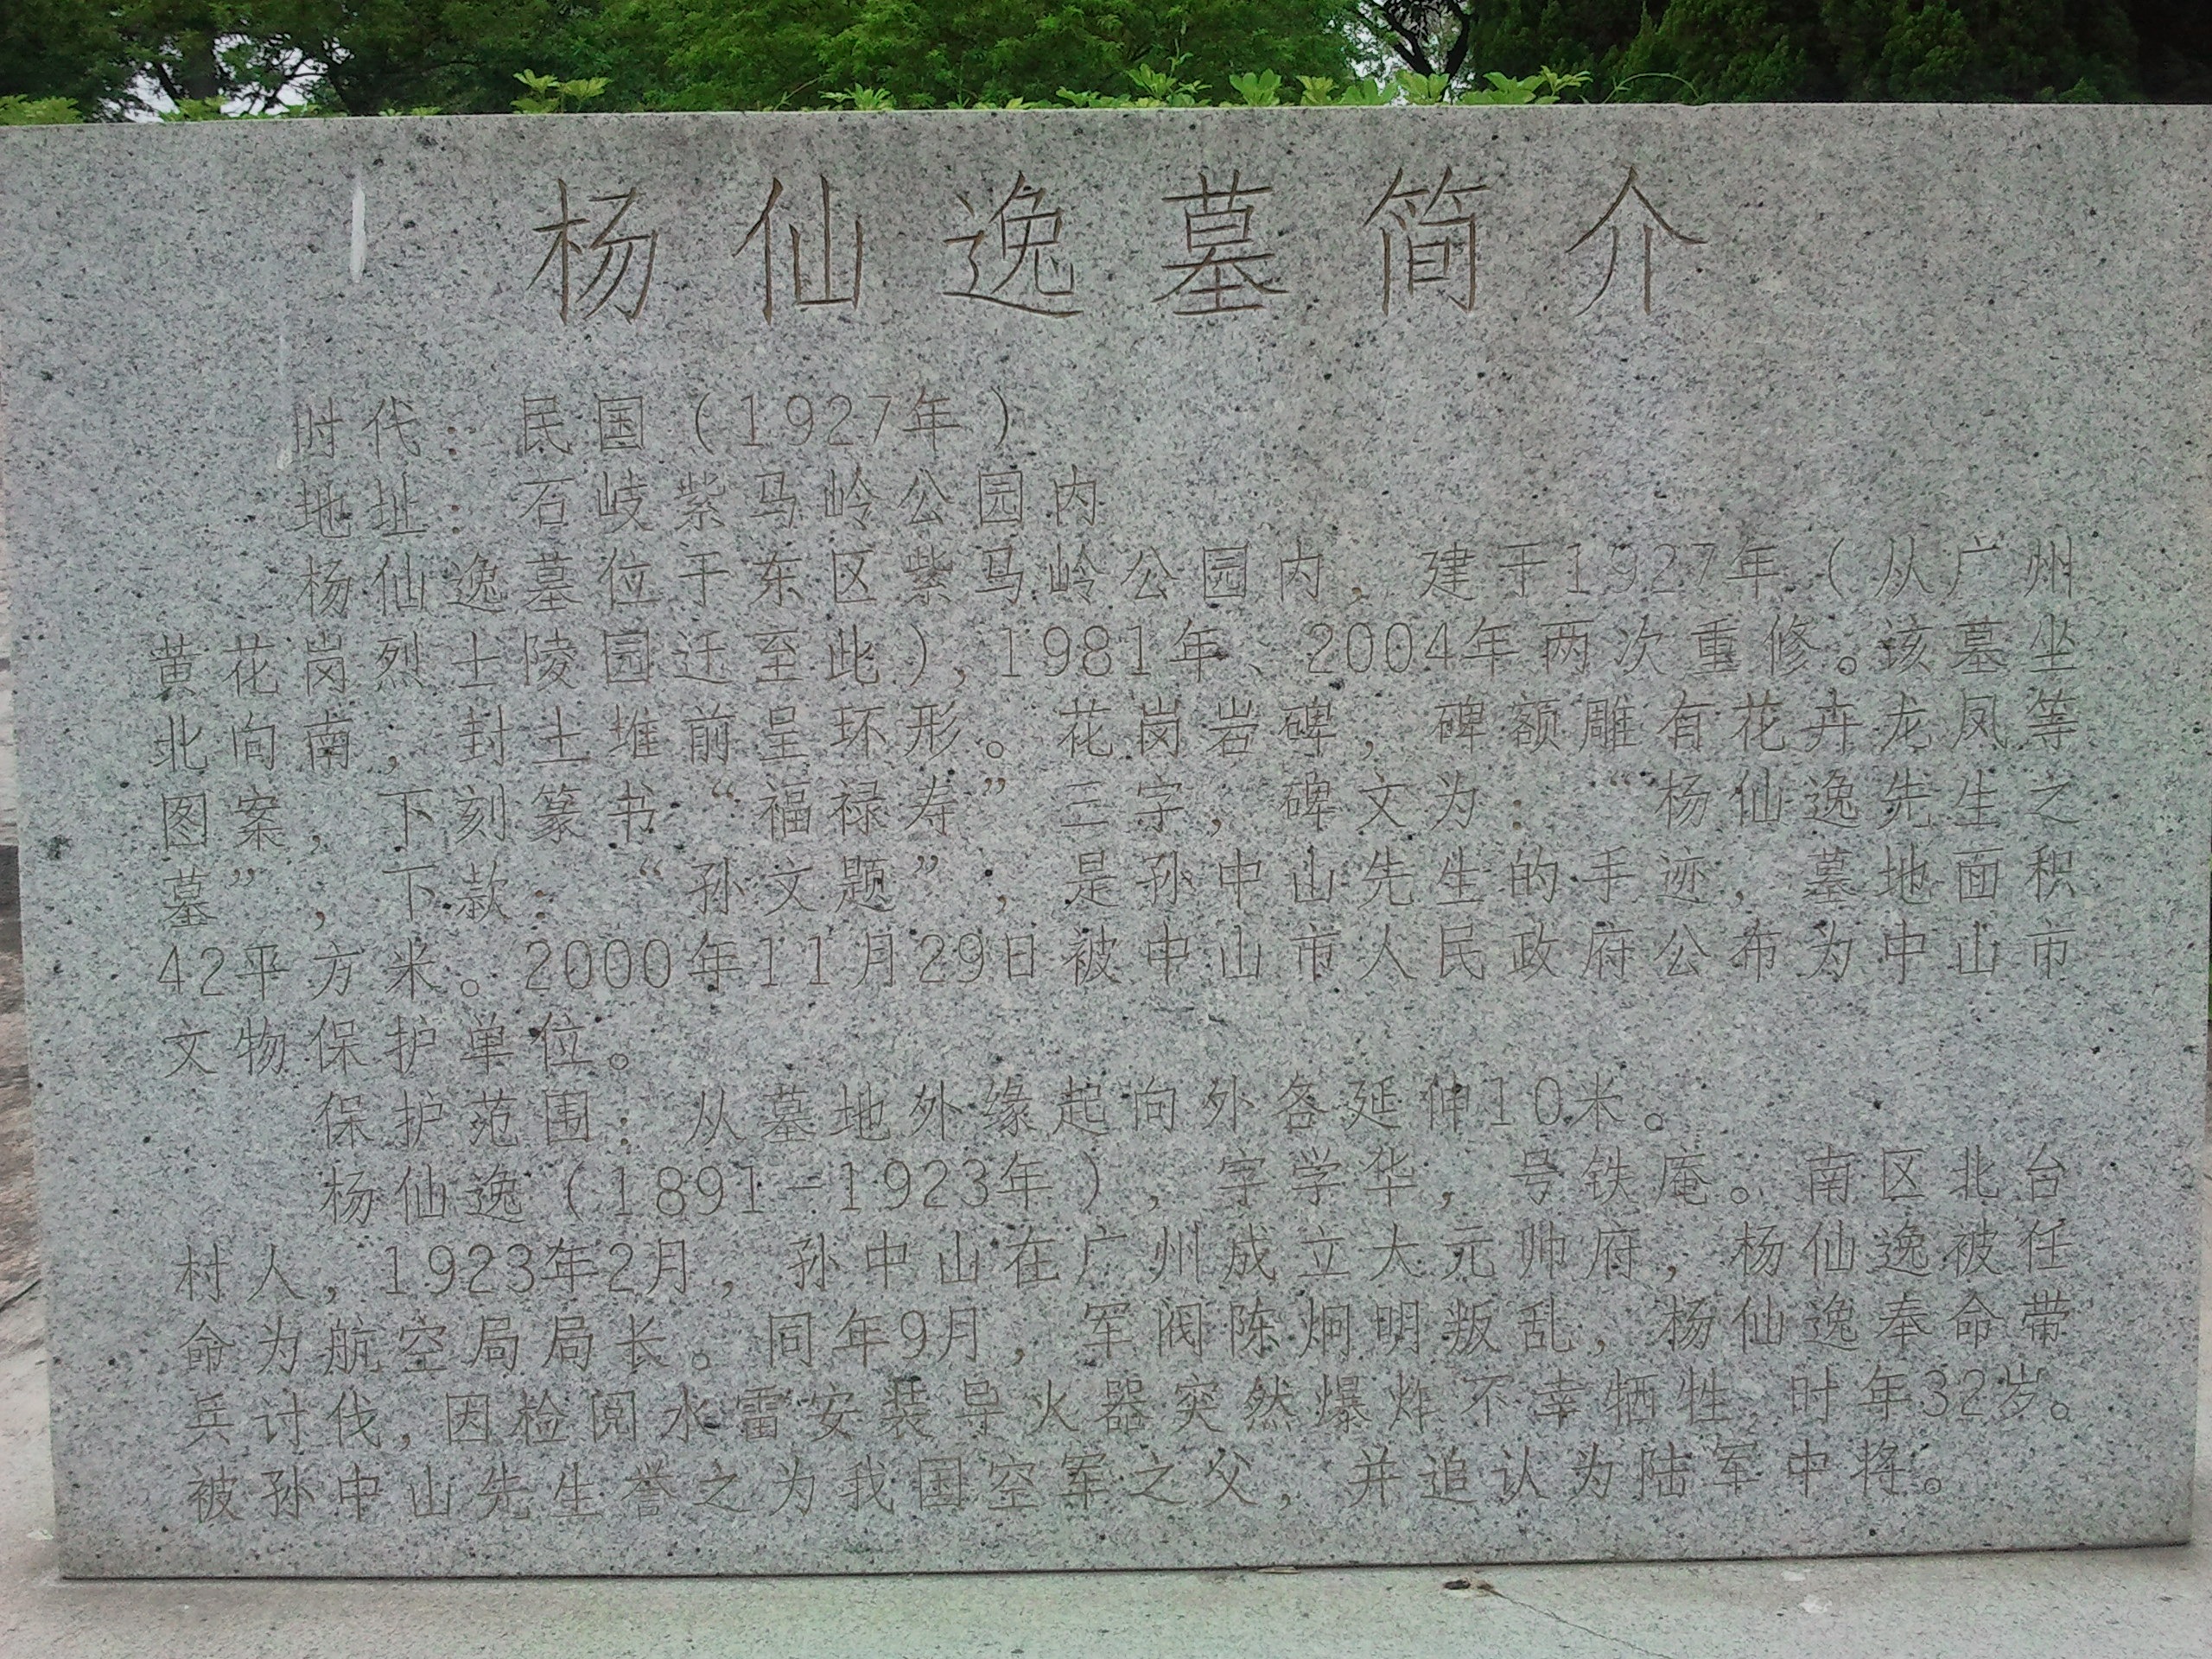 杨仙逸墓简介
时代：民国（1927年）
地址：石岐紫马岭公园内
杨仙逸墓位于东区紫马岭公园内，建于1927年（从广州
黄花岗烈士陵园迁至此），1981年、2004年两次重修。该墓坐
北向南，封土堆前呈环形。花岗岩碑，碑额雕有花卉龙凤等
图案，下刻篆书“福禄寿”三字，碑文为：“杨仙逸先生之
墓”，下款：“孙文题”，是孙中山先生的手迹，墓地面积
42平方米。2000年11月29日被中山市人民政府公布为中山市
文物保护单位。
保护范围：从墓地外缘起向外各延伸10米。
杨仙逸（1891-1923年），字学华，号铁庵。南区北台
村人，1923年2月，孙中山在广州成立大元帅府，杨仙逸被任
命为航空局局长。同年9月，军阀陈炯明叛乱，杨仙逸奉命带
兵讨伐，因检阅水雷安装导火器突然爆炸不幸牺牲，时年32岁。
被孙中山先生誉之为我国空军之父，并追认为陆军中将。